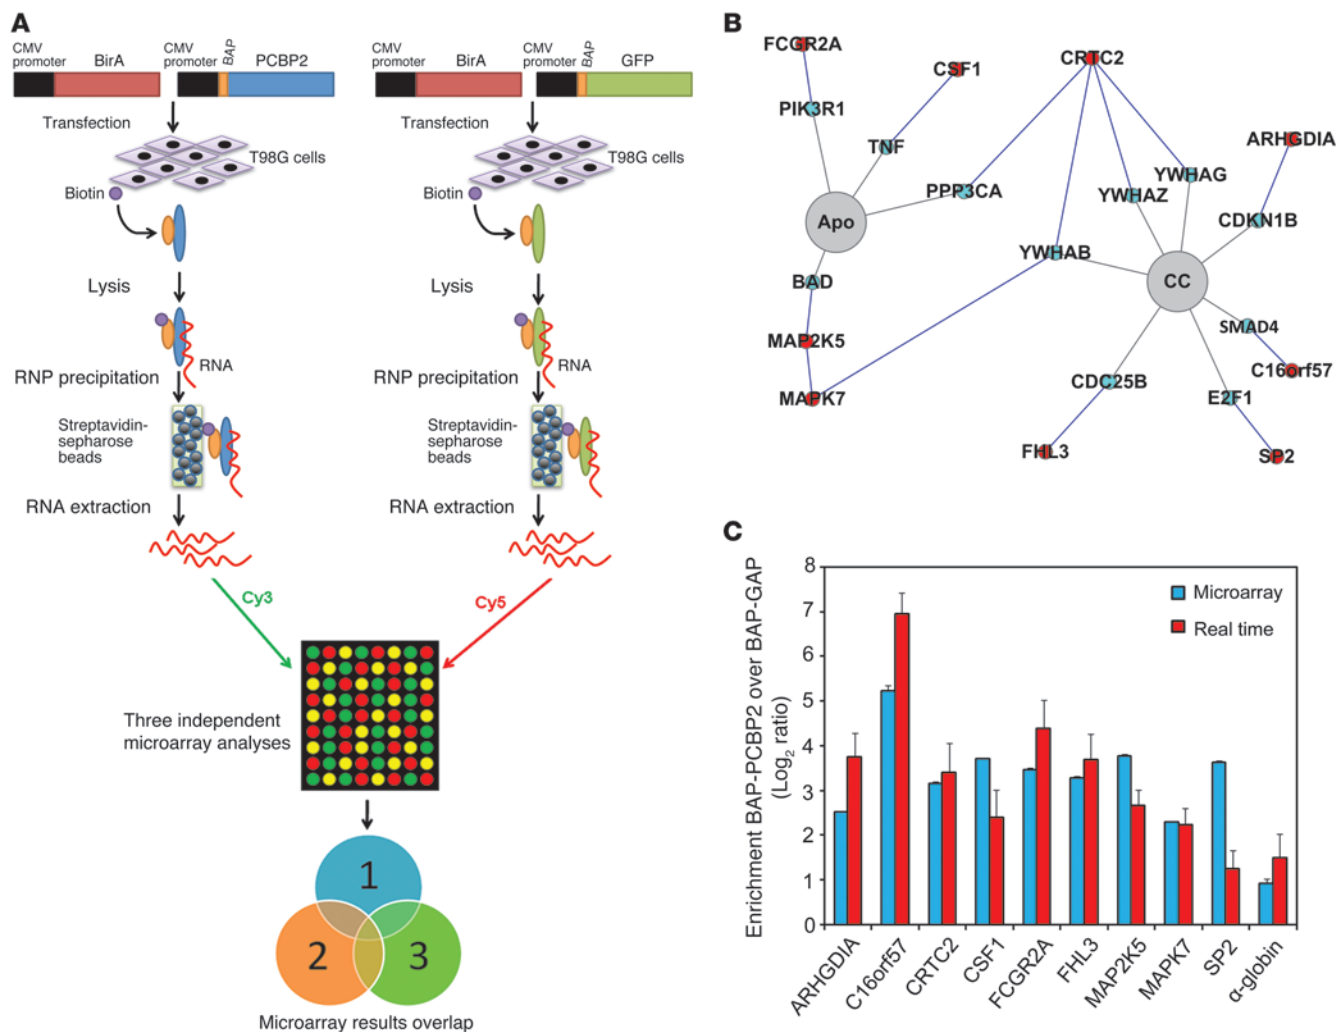 A
CMV promoter
BirA
CMV promoter
BAP
PCBP2
CMV promoter
BirA
CMV promoter
BAP
GFP
Transfection
T98G cells
Biotin
Transfection
T98G cells
Biotin
Lysis
Lysis
RNA
RNA
RNP precipitation
RNP precipitation
Streptavidin-
sepharose
beads
Streptavidin-
sepharose
beads
RNA extraction
RNA extraction
Cy3
Cy5
Three independent
microarray analyses
1
2
3
Microarray results overlap
B
FCGR2A
CSF1
CRTC2
PIK3R1
TNF
ARHGDIA
YWHAG
PPP3CA
YWHAZ
Apo
CDKN1B
YWHAB
BAD
CC
SMAD4
MAP2K5
C16orf57
CDC25B
MAPK7
E2F1
FHL3
SP2
C
Enrichment BAP-PCBP2 over BAP-GAP
(Log2 ratio)
8
7
6
5
4
3
2
1
0
Microarray
Real time
ARHGDIA
C16orf57
CRTC2
CSF1
FCGR2A
FHL3
MAP2K5
MAPK7
SP2
α-globin